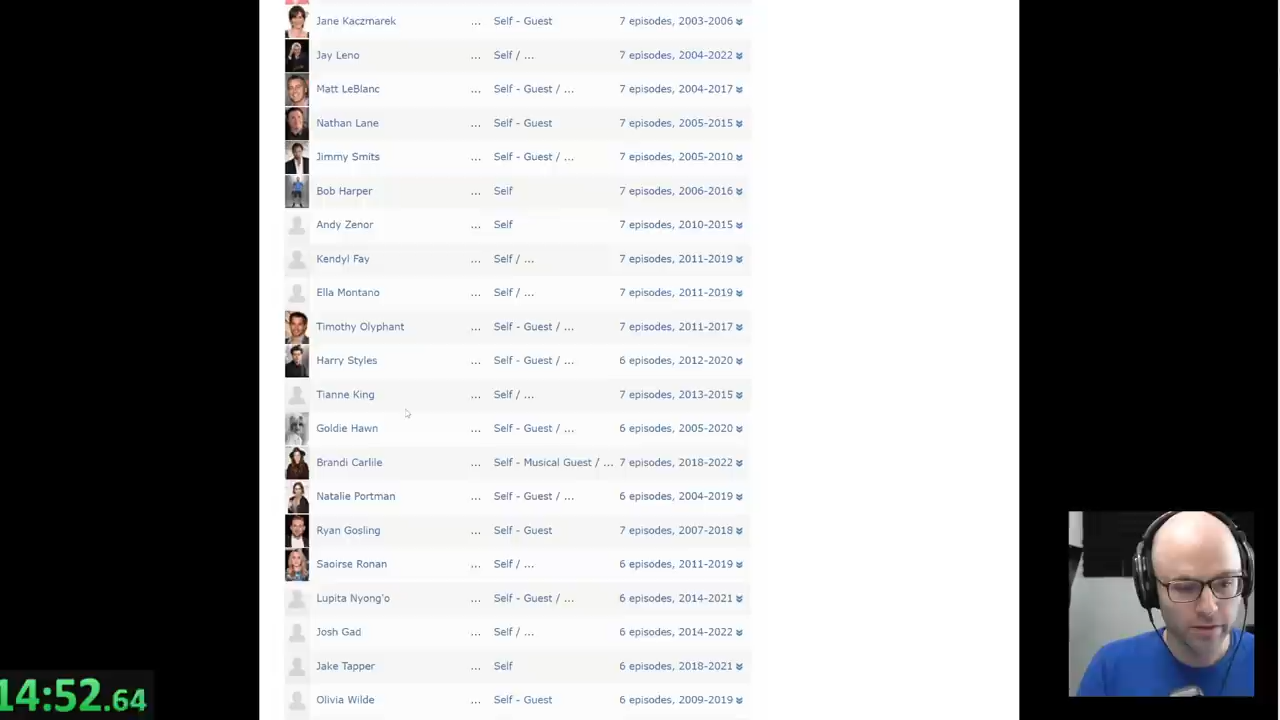 Jane Kaczmarek ... Self - Guest 7 episodes, 2003-2006
Jay Leno ... Self / ... 7 episodes, 2004-2022
Matt LeBlanc ... Self - Guest / ... 7 episodes, 2004-2017
Nathan Lane ... Self - Guest 7 episodes, 2005-2015
Jimmy Smits ... Self - Guest / ... 7 episodes, 2005-2010
Bob Harper ... Self 7 episodes, 2006-2016
Andy Zenor ... Self 7 episodes, 2010-2015
Kendyl Fay ... Self / ... 7 episodes, 2011-2019
Ella Montano ... Self / ... 7 episodes, 2011-2019
Timothy Olyphant ... Self - Guest / ... 7 episodes, 2011-2017
Harry Styles ... Self - Guest / ... 6 episodes, 2012-2020
Tianne King ... Self / ... 7 episodes, 2013-2015
Goldie Hawn ... Self - Guest / ... 6 episodes, 2005-2020
Brandi Carlile ... Self - Musical Guest / ... 7 episodes, 2018-2022
Natalie Portman ... Self - Guest / ... 6 episodes, 2004-2019
Ryan Gosling ... Self - Guest 7 episodes, 2007-2018
Saoirse Ronan ... Self / ... 6 episodes, 2011-2019
Lupita Nyong'o ... Self - Guest / ... 6 episodes, 2014-2021
Josh Gad ... Self / ... 6 episodes, 2014-2022
Jake Tapper ... Self 6 episodes, 2018-2021
Olivia Wilde ... Self - Guest 6 episodes, 2009-2019
14:52.64